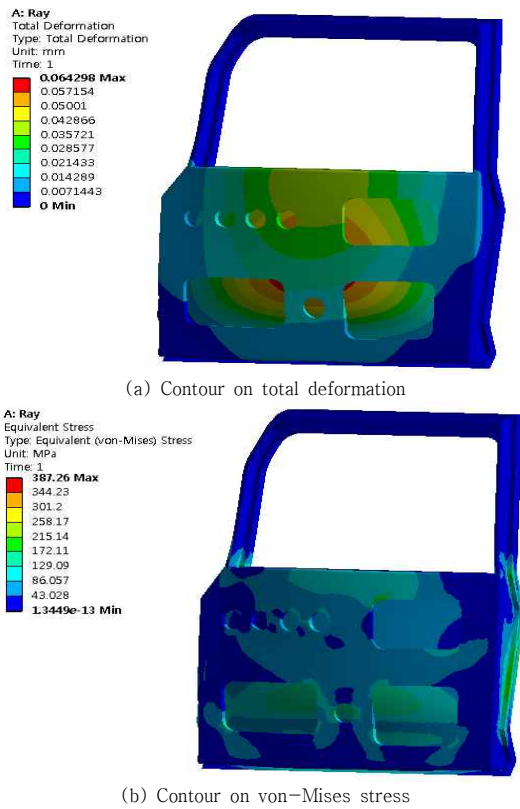 A: Ray
Total Deformation
Type: Total Deformation
Unit: mm
Time: 1
0.064298 Max
0.057154
0.05001
0.042866
0.035721
0.028577
0.021433
0.014289
0.0071443
0 Min
(a) Contour on total deformation
A: Ray
Equivalent Stress
Type: Equivalent (von-Mises) Stress
Unit: MPa
Time: 1
387.26 Max
344.23
301.2
258.17
215.14
172.11
129.09
86.057
43.028
1.3449e-13 Min
(b) Contour on von-Mises stress